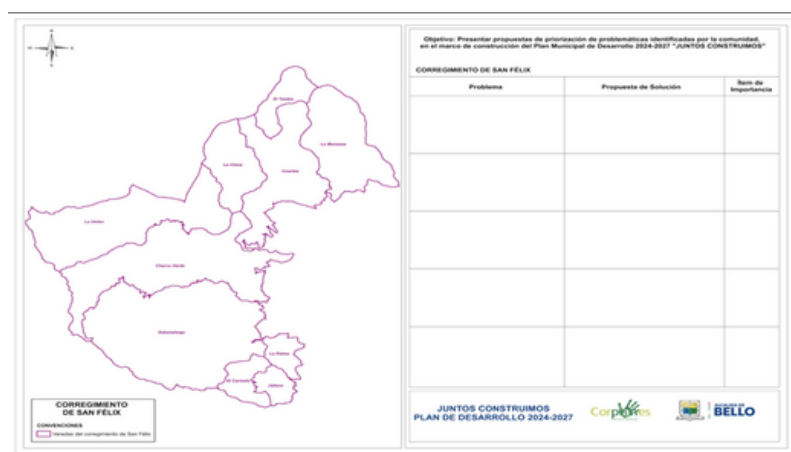 El Tambo
La Meneses
La China
Cuartas
La Unión
Charco Verde
Sabanalarga
La Palma
El Carmelo
Jalisco
CORREGIMIENTO
DE SAN FÉLIX
CONVENCIONES
Veredas del corregimiento de San Félix
Objetivo: Presentar propuestas de priorización de problemáticas identificadas por la comunidad,
en el marco de construcción del Plan Municipal de Desarrollo 2024-2027 "JUNTOS CONSTRUIMOS"
CORREGIMIENTO DE SAN FÉLIX
Problema
Propuesta de Solución
Ítem de
Importancia
JUNTOS CONSTRUIMOS
PLAN DE DESARROLLO 2024-2027
ALCALDÍA DE
BELLO